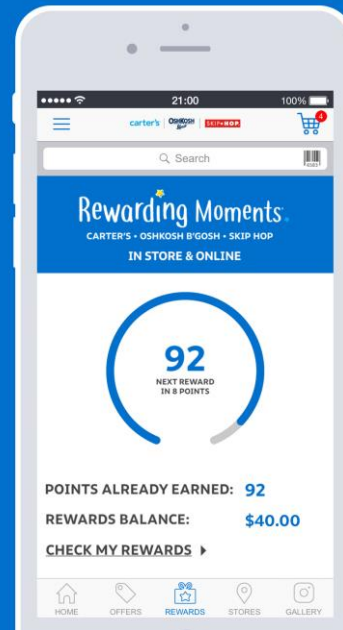 21:00
100%
carter's
OSHKOSH
B'gosh
SKIP*HOP
4
Search
Rewarding Moments.
CARTER'S • OSHKOSH B'GOSH • SKIP HOP
IN STORE & ONLINE
92
NEXT REWARD
IN 8 POINTS
POINTS ALREADY EARNED: 92
REWARDS BALANCE: $40.00
CHECK MY REWARDS
HOME OFFERS REWARDS STORES GALLERY